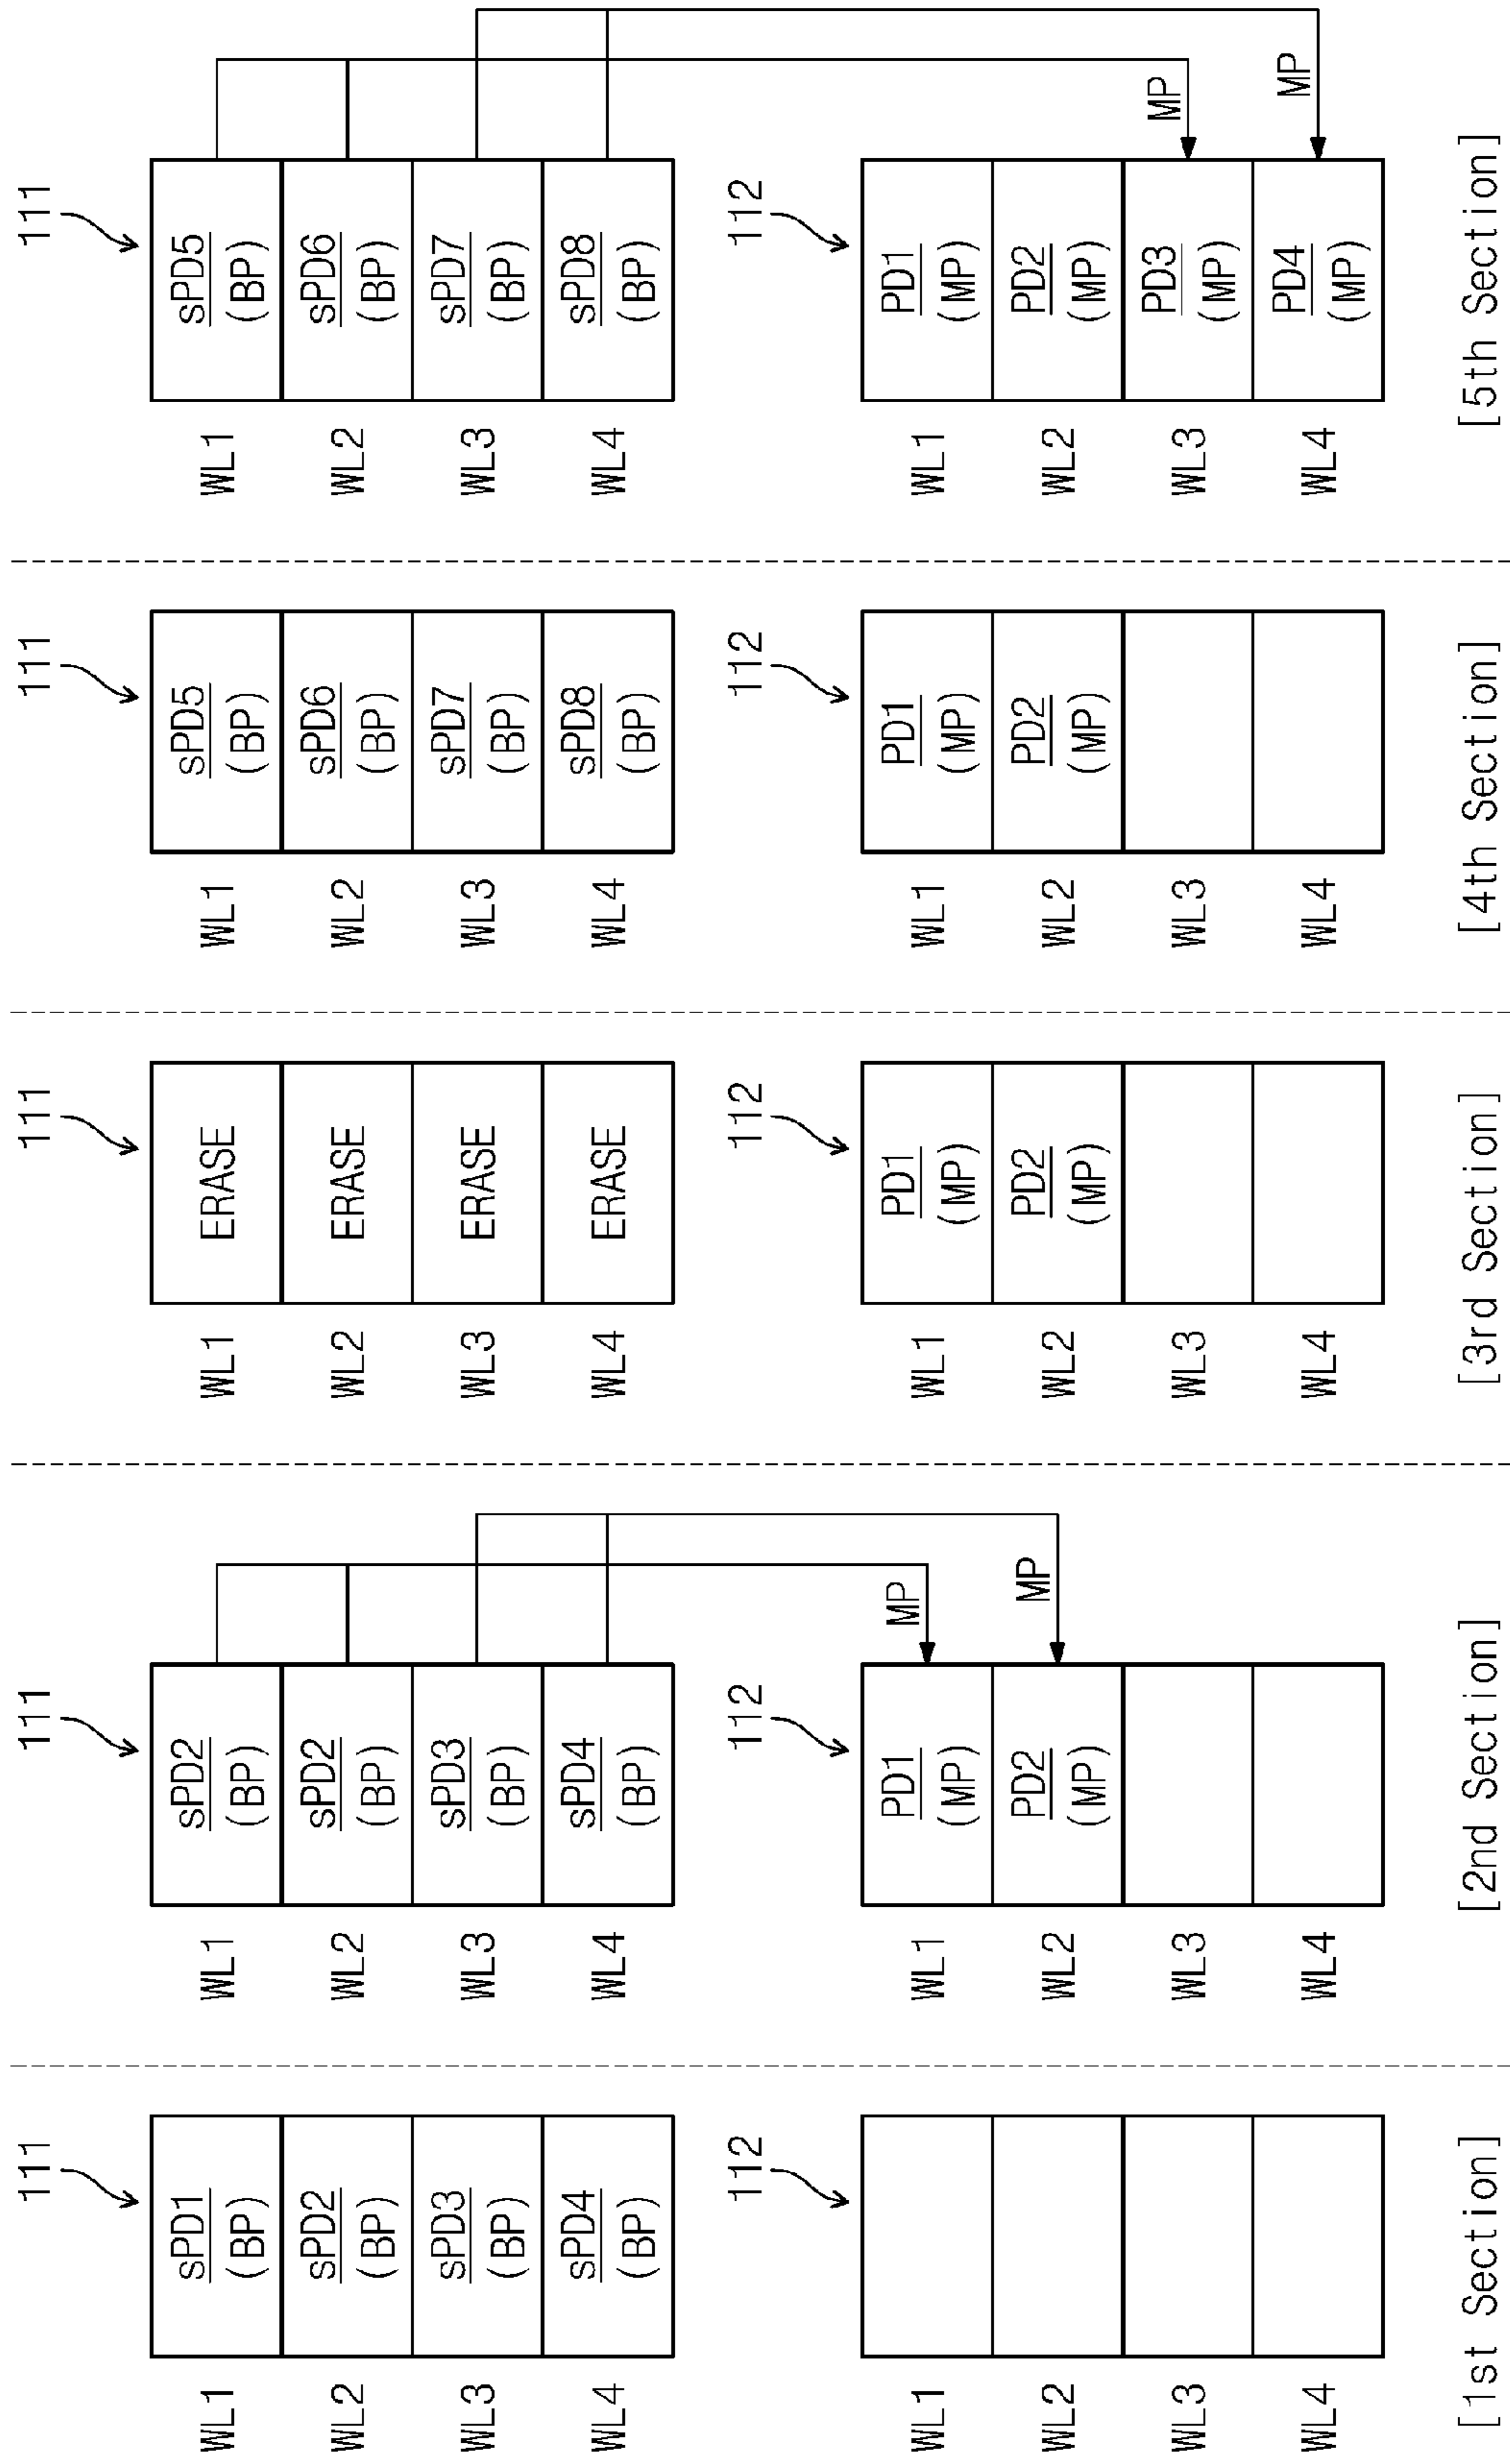 111
WL1 sPD1 (BP)
WL2 sPD2 (BP)
WL3 sPD3 (BP)
WL4 sPD4 (BP)
112
WL1
WL2
WL3
WL4
[1st Section]
111
WL1 sPD2 (BP)
WL2 sPD2 (BP)
WL3 sPD3 (BP)
WL4 sPD4 (BP)
112
MP
WL1 PD1 (MP)
MP
WL2 PD2 (MP)
WL3
WL4
[2nd Section]
111
WL1 ERASE
WL2 ERASE
WL3 ERASE
WL4 ERASE
112
WL1 PD1 (MP)
WL2 PD2 (MP)
WL3
WL4
[3rd Section]
111
WL1 sPD5 (BP)
WL2 sPD6 (BP)
WL3 sPD7 (BP)
WL4 sPD8 (BP)
112
WL1 PD1 (MP)
WL2 PD2 (MP)
WL3
WL4
[4th Section]
111
WL1 sPD5 (BP)
WL2 sPD6 (BP)
WL3 sPD7 (BP)
WL4 sPD8 (BP)
112
WL1 PD1 (MP)
WL2 PD2 (MP)
MP
WL3 PD3 (MP)
MP
WL4 PD4 (MP)
[5th Section]